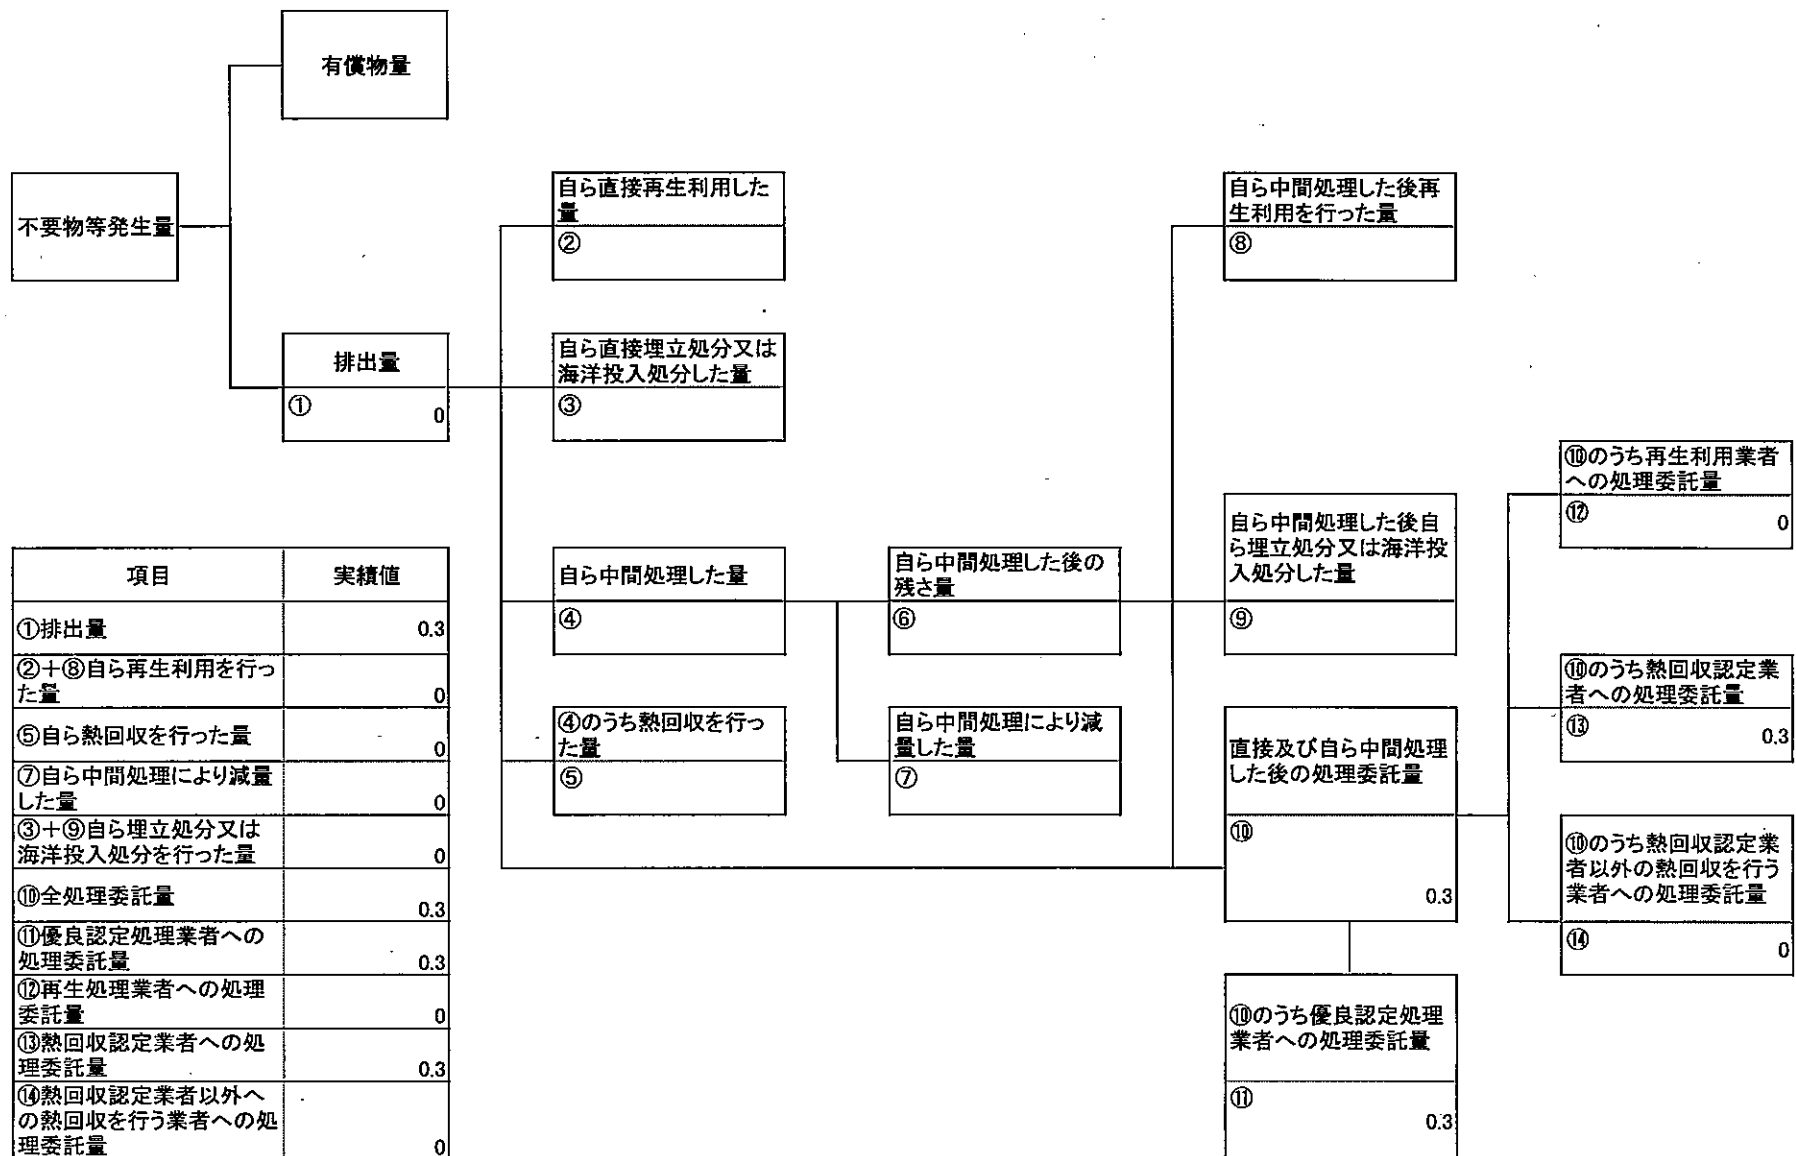 有償物量
不要物等発生量
排出量
①
0
自ら直接再生利用した
量
②
自ら直接埋立処分又は
海洋投入処分した量
③
自ら中間処理した量
④
④のうち熱回収を行っ
た量
⑤
自ら中間処理した後の
残さ量
⑥
自ら中間処理により減
量した量
⑦
自ら中間処理した後再
生利用を行った量
⑧
自ら中間処理した後自
ら埋立処分又は海洋投
入処分した量
⑨
直接及び自ら中間処理
した後の処理委託量
⑩
0.3
⑩のうち優良認定処理
業者への処理委託量
⑪
0.3
⑩のうち再生利用業者
への処理委託量
⑫
0
⑩のうち熱回収認定業
者への処理委託量
⑬
0.3
⑩のうち熱回収認定業
者以外の熱回収を行う
業者への処理委託量
⑭
0
項目 実績値
①排出量 0.3
②+⑧自ら再生利用を行っ
た量 0
⑤自ら熱回収を行った量 0
⑦自ら中間処理により減量
した量 0
③+⑨自ら埋立処分又は
海洋投入処分を行った量 0
⑩全処理委託量 0.3
⑪優良認定処理業者への
処理委託量 0.3
⑫再生処理業者への処理
委託量 0
⑬熱回収認定業者への処
理委託量 0.3
⑭熱回収認定業者以外へ
の熱回収を行う業者への処
理委託量 0